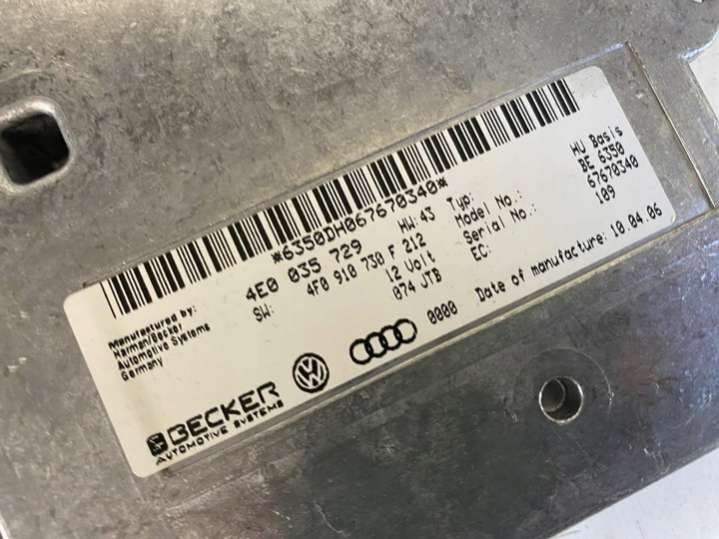 *6350DH067670340*
4E0 035 729 HW:43
SW: 4F0 910 730 F 212
12 Volt
074 JTB
Typ: HU Basis
Model No.: BE 6350
Serial No.: 67670340
EC: 109
0000 Date of manufacture: 10.04.06
Manufactured by:
Harman/Becker
Automotive Systems
Germany
BECKER
AUTOMOTIVE SYSTEMS